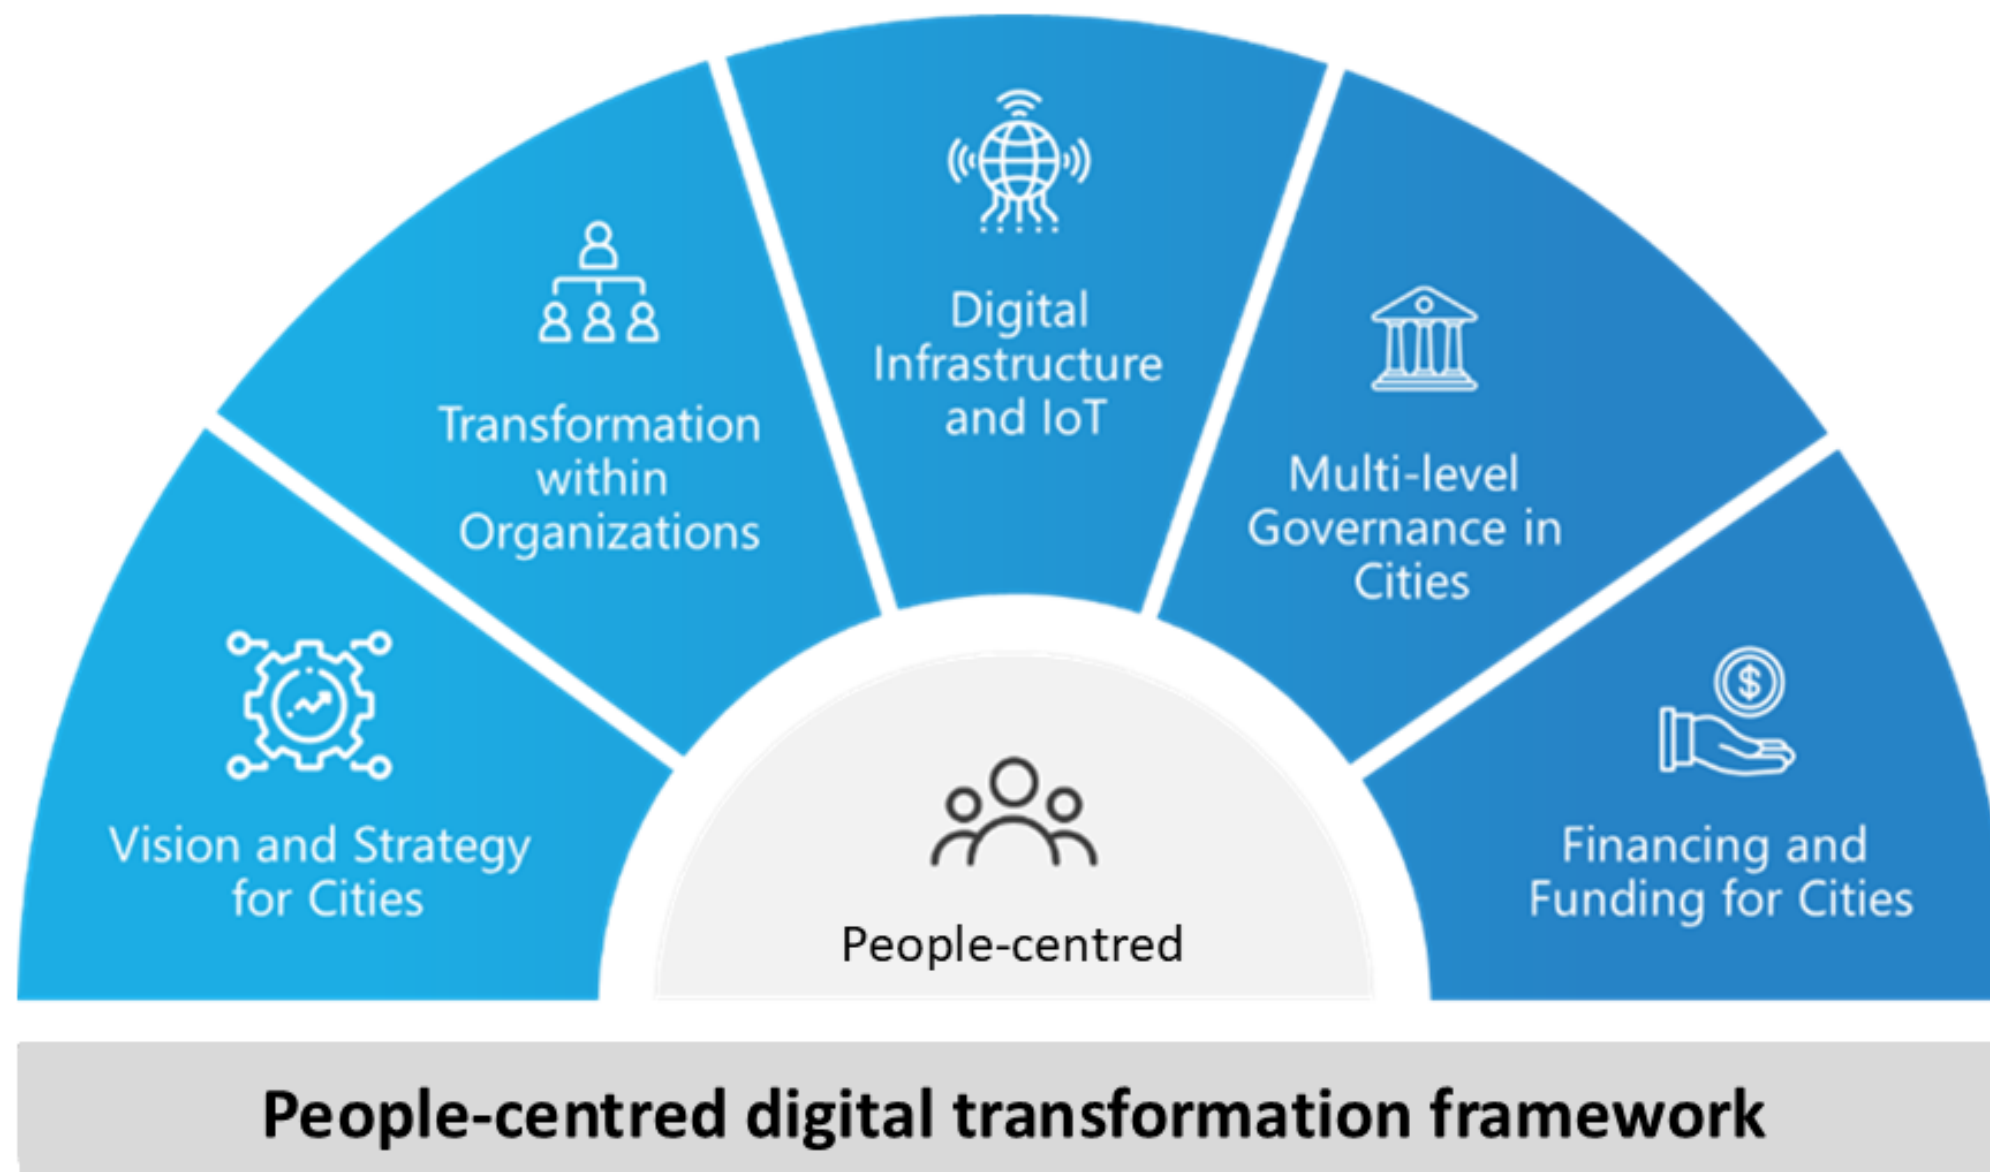 Vision and Strategy
for Cities
Transformation
within
Organizations
Digital
Infrastructure
and IoT
Multi-level
Governance in
Cities
$
Financing and
Funding for Cities
People-centred
People-centred digital transformation framework